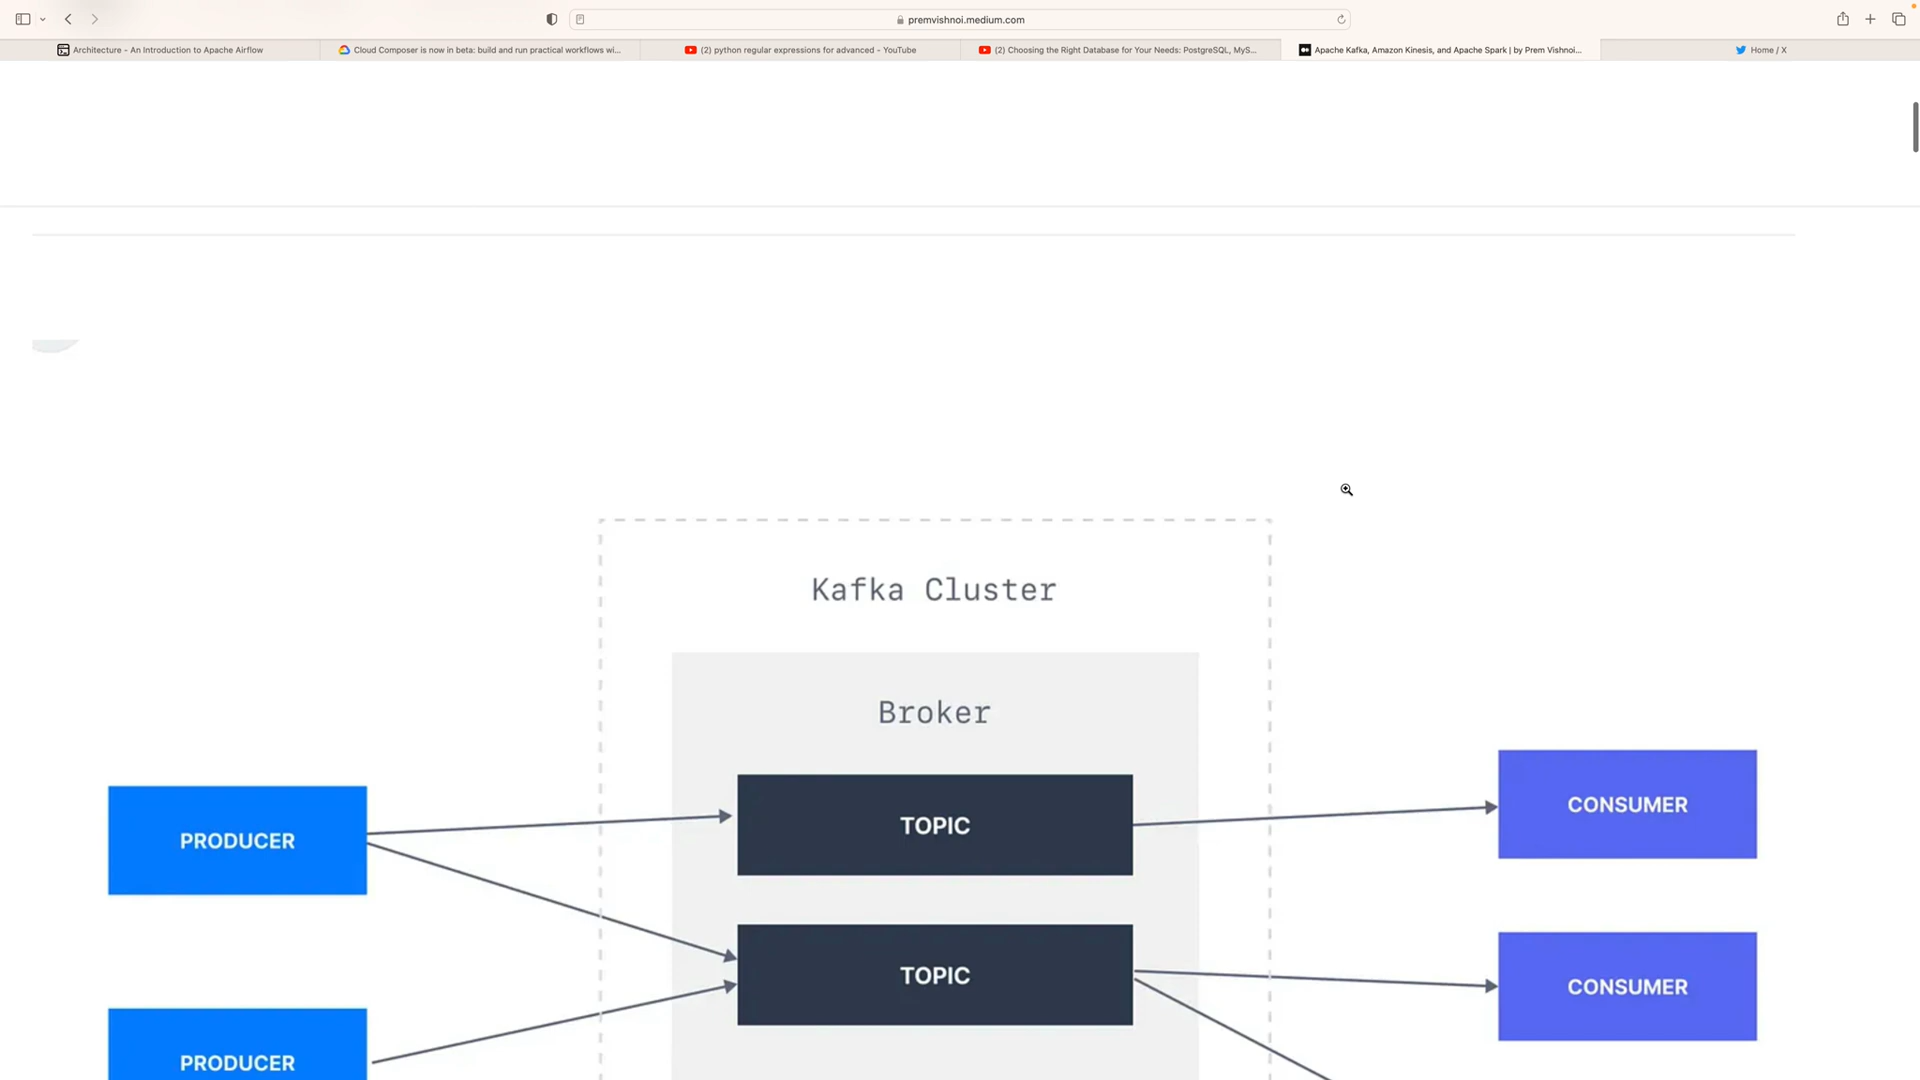 premvishnoi.medium.com
Architecture - An Introduction to Apache Airflow
Cloud Composer is now in beta: build and run practical workflows wi...
(2) python regular expressions for advanced - YouTube
(2) Choosing the Right Database for Your Needs: PostgreSQL, MyS...
Apache Kafka, Amazon Kinesis, and Apache Spark | by Prem Vishnoi...
Home / X
Kafka Cluster
Broker
PRODUCER
TOPIC
CONSUMER
TOPIC
CONSUMER
PRODUCER